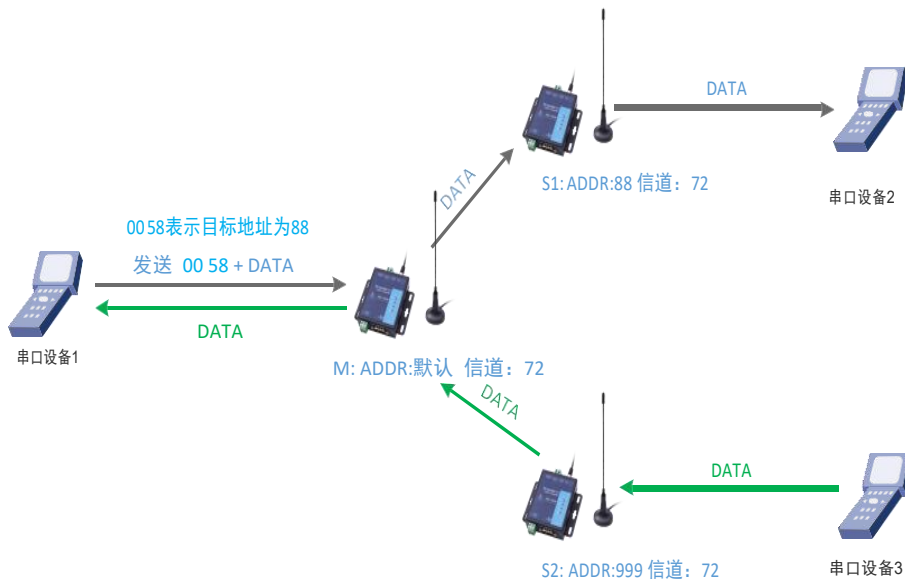 DATA
S1: ADDR:88 信道：72
串口设备2
DATA
0058表示目标地址为88
发送 00 58 + DATA
DATA
串口设备1
M: ADDR:默认 信道：72
DATA
DATA
S2: ADDR:999 信道：72
串口设备3